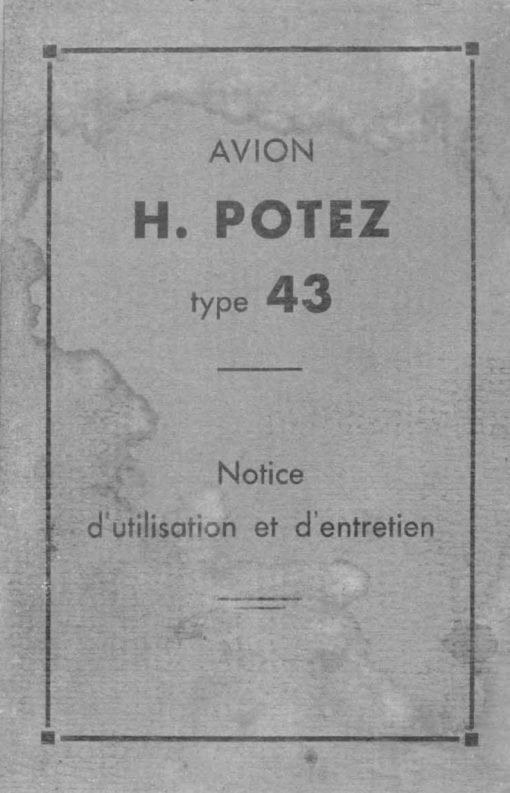 AVION
H. POTEZ
type 43
Notice
d'utilisation et d'entretien